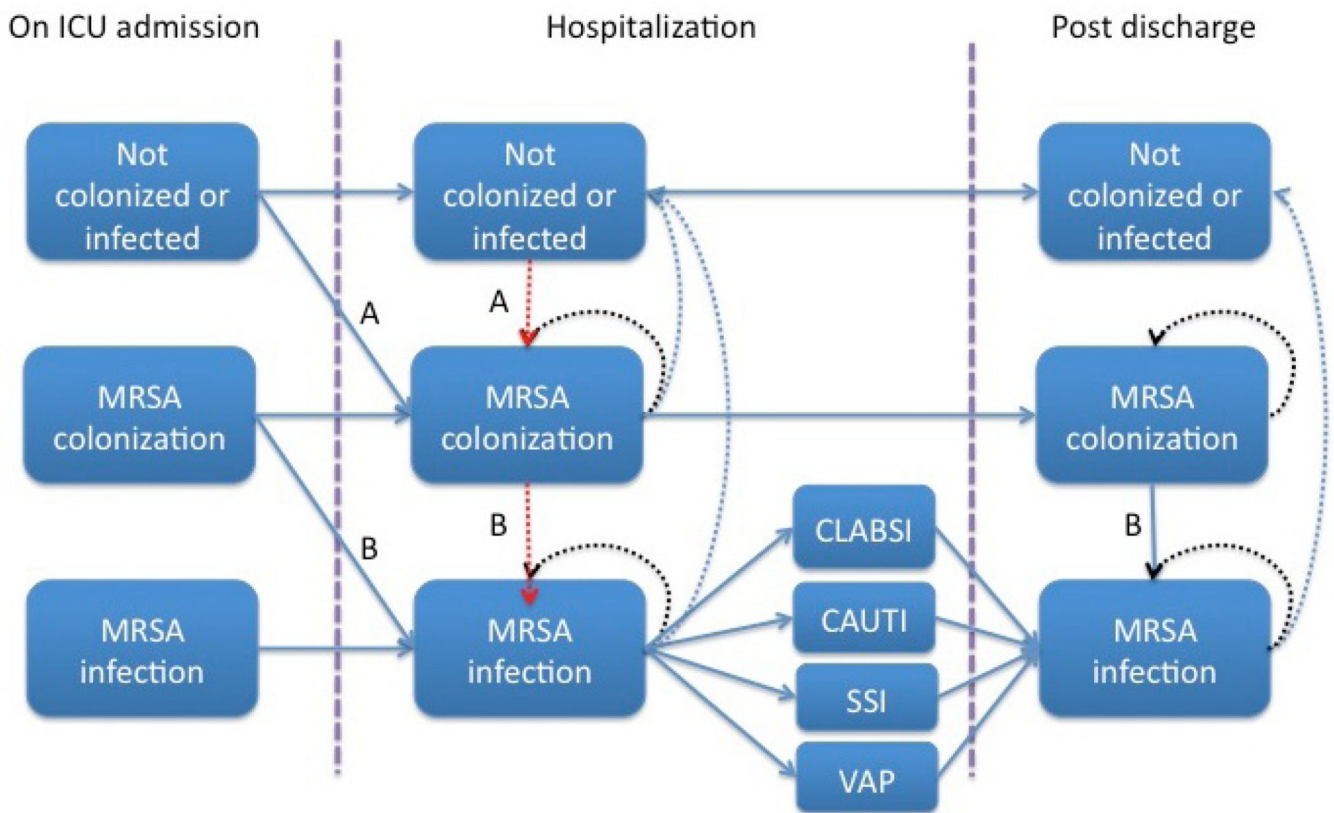 On ICU admission
Hospitalization
Post discharge
Not
colonized or
infected
Not
colonized or
infected
Not
colonized or
infected
A
A
MRSA
colonization
MRSA
colonization
MRSA
colonization
B
B
B
CLABSI
CAUTI
SSI
VAP
MRSA
infection
MRSA
infection
MRSA
infection